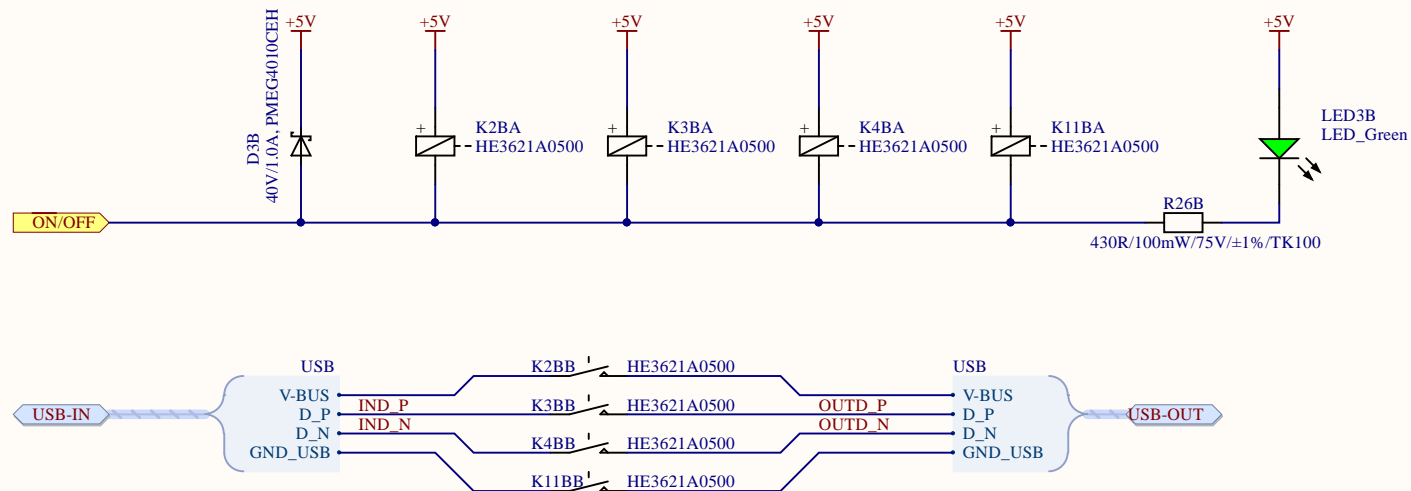 +5V
+5V
+5V
+5V
+5V
+5V
D3B
40V/1.0A, PMEG4010CEH
+
K2BA
HE3621A0500
+
K3BA
HE3621A0500
+
K4BA
HE3621A0500
+
K11BA
HE3621A0500
LED3B
LED_Green
ON/OFF
R26B
430R/100mW/75V/±1%/TK100
USB
K2BB
HE3621A0500
USB
V-BUS
V-BUS
USB-IN
D_P
IND_P
K3BB
HE3621A0500
OUTD_P
D_P
USB-OUT
D_N
IND_N
K4BB
HE3621A0500
OUTD_N
D_N
GND_USB
GND_USB
K11BB
HE3621A0500